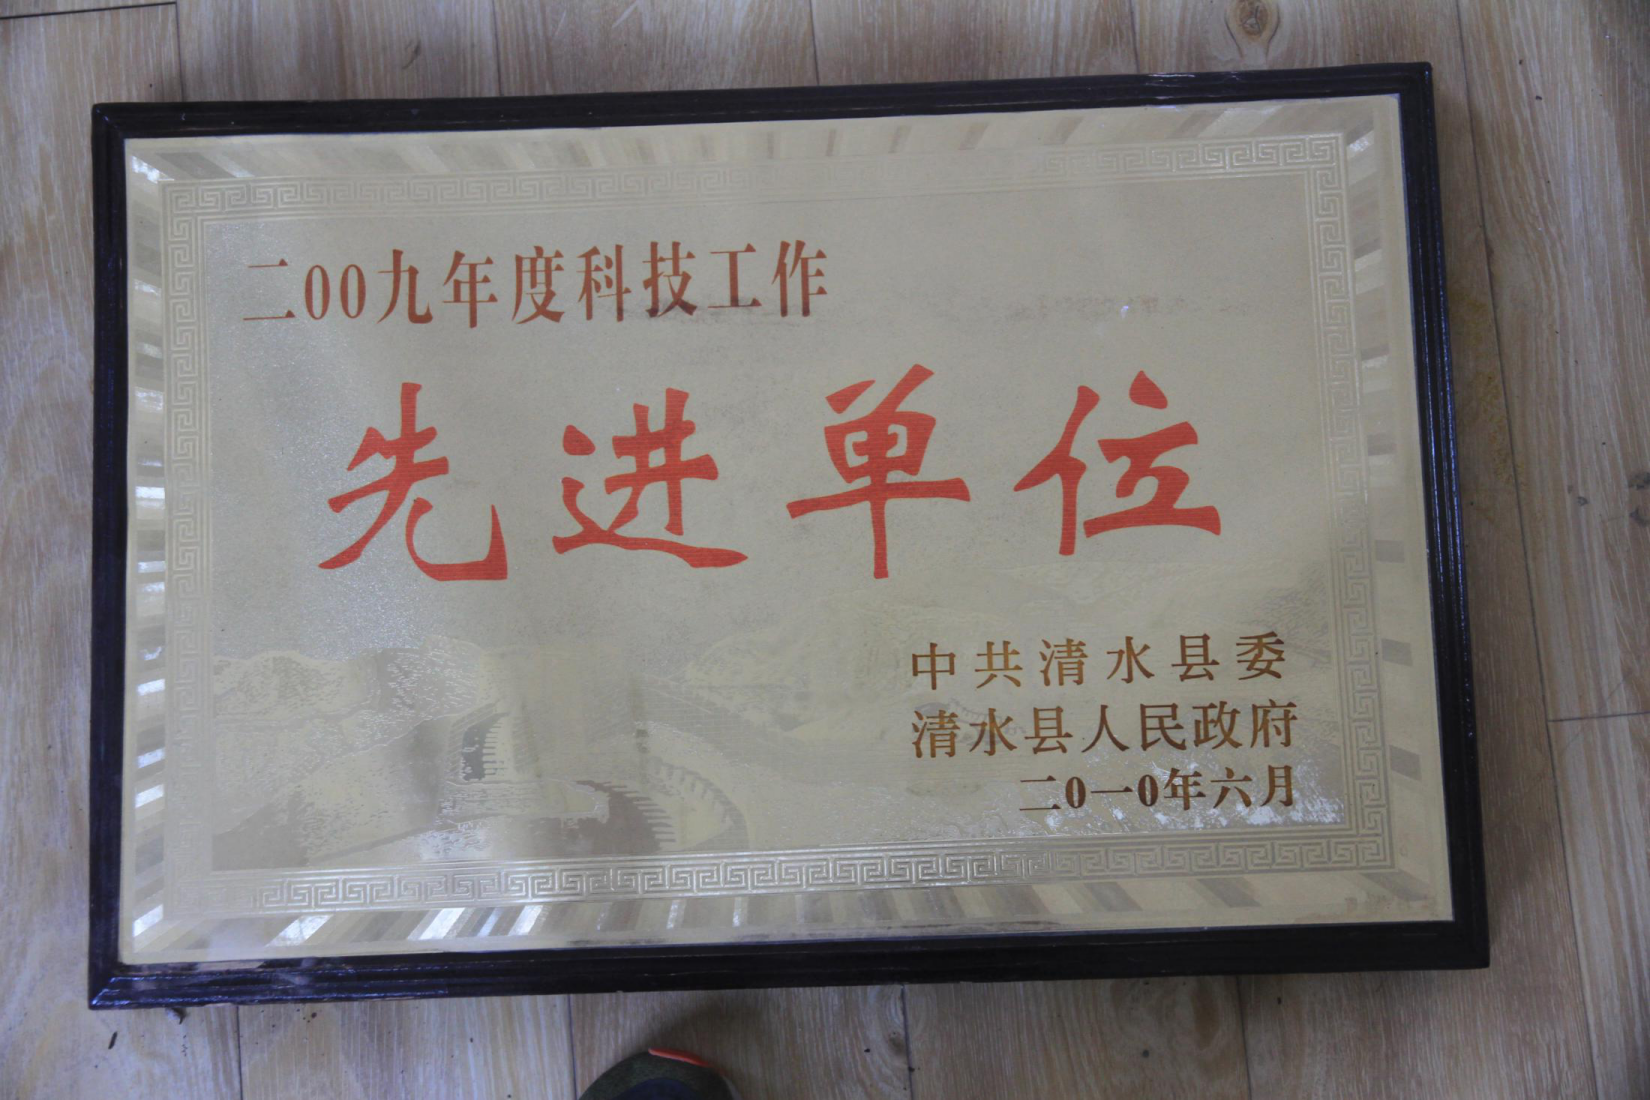 二00九年度科技工作
先进单位
中共清水县委
清水县人民政府
二0一0年六月